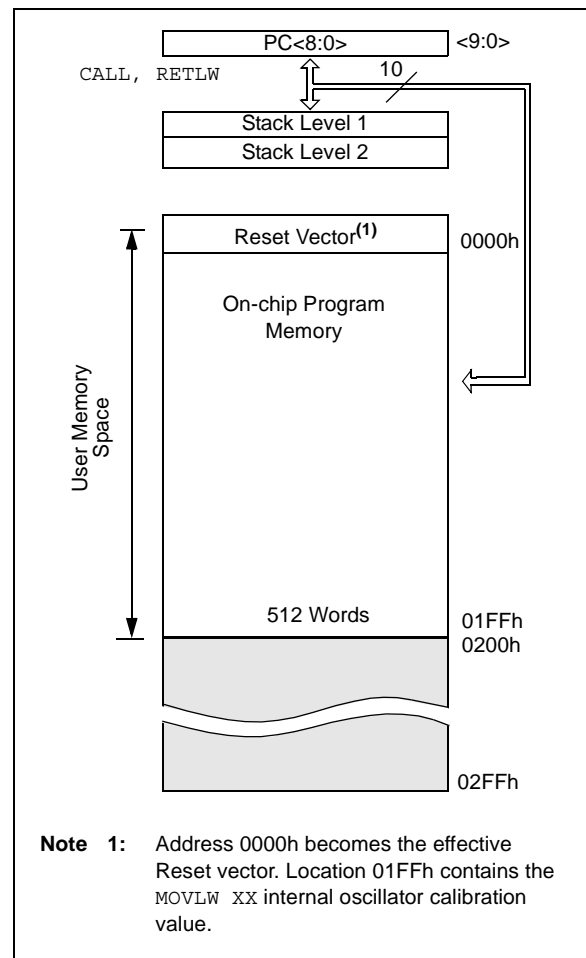 PC<8:0>
<9:0>
CALL, RETLW
10
Stack Level 1
Stack Level 2
Reset Vector(1)
0000h
On-chip Program
Memory
User Memory
Space
512 Words
01FFh
0200h
02FFh
Note 1: Address 0000h becomes the effective
Reset vector. Location 01FFh contains the
MOVLW XX internal oscillator calibration
value.